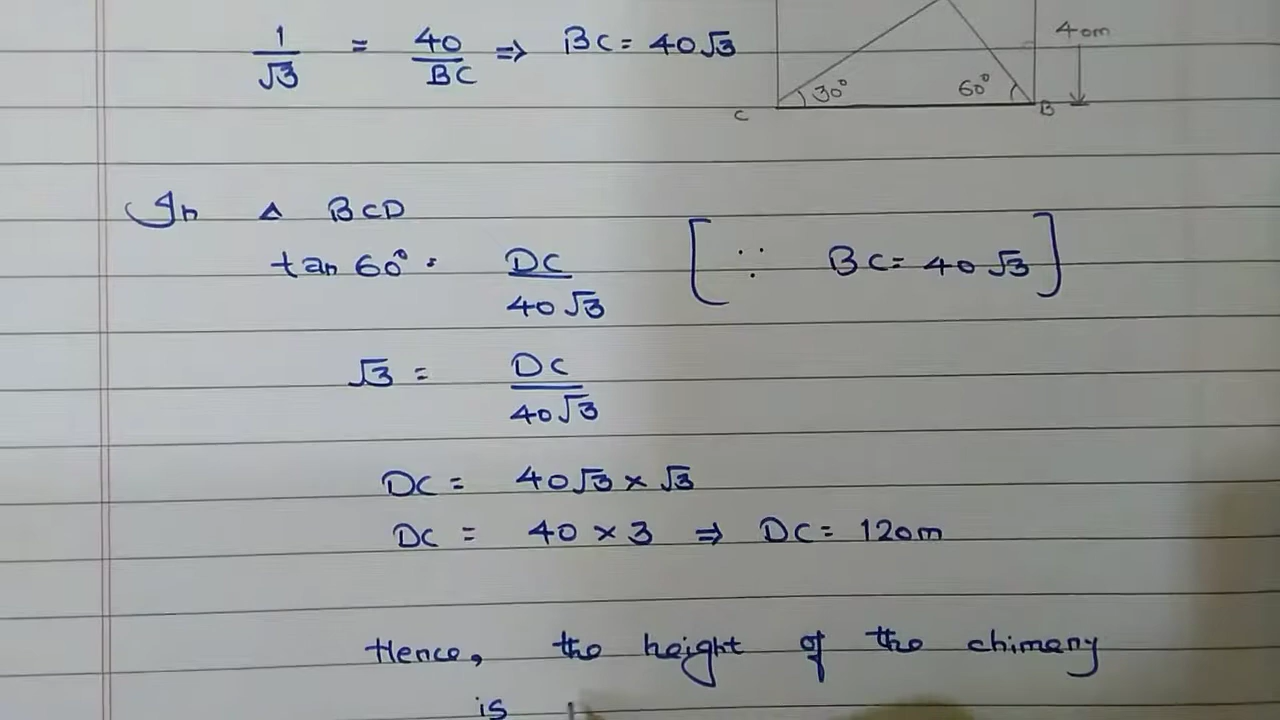 1/√3 = 40/BC ⇒ BC = 40√3
40m
30° 60°
C B
In Δ BCD
tan 60° = DC/40√3 [∵ BC = 40√3]
√3 = DC/40√3
DC = 40√3 × √3
DC = 40 × 3 ⇒ DC = 120m
Hence, the height of the chimany
is